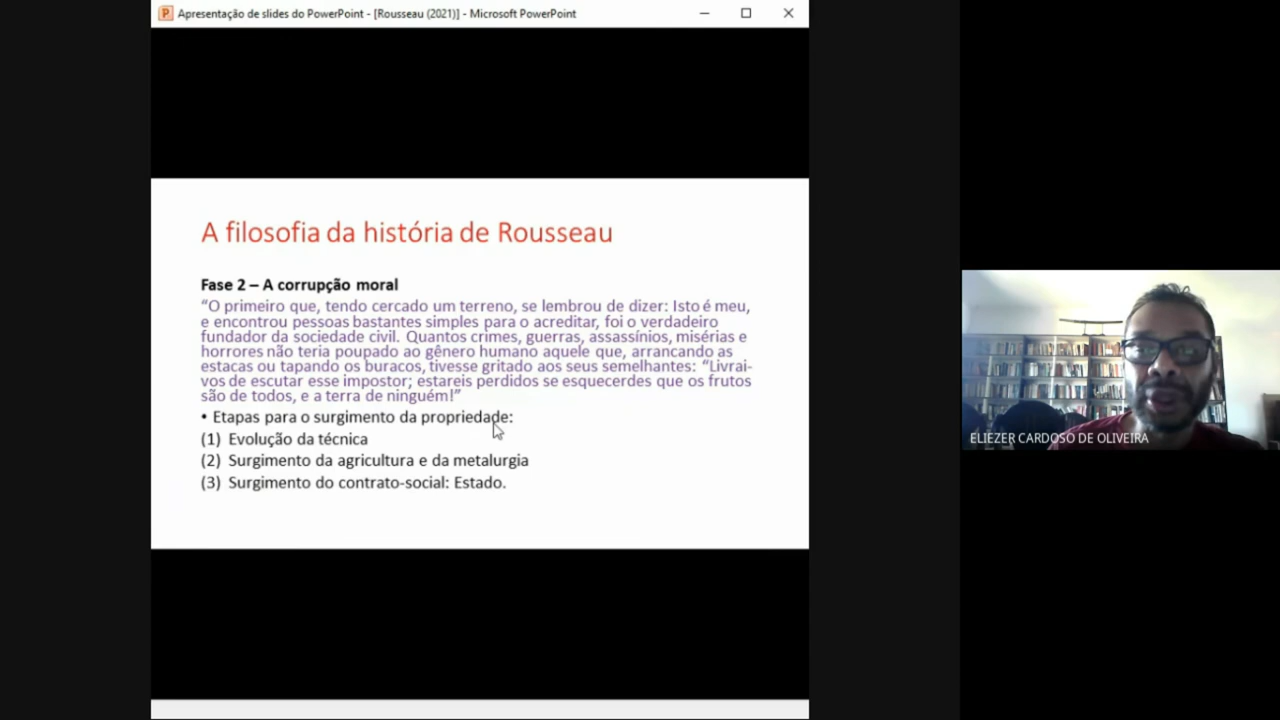 Apresentação de slides do PowerPoint - [Rousseau (2021)] - Microsoft PowerPoint
A filosofia da história de Rousseau
Fase 2 – A corrupção moral
“O primeiro que, tendo cercado um terreno, se lembrou de dizer: Isto é meu,
e encontrou pessoas bastantes simples para o acreditar, foi o verdadeiro
fundador da sociedade civil. Quantos crimes, guerras, assassínios, misérias e
horrores não teria poupado ao gênero humano aquele que, arrancando as
estacas ou tapando os buracos, tivesse gritado aos seus semelhantes: “Livrai-
vos de escutar esse impostor; estareis perdidos se esquecerdes que os frutos
são de todos, e a terra de ninguém!”
• Etapas para o surgimento da propriedade:
(1) Evolução da técnica
(2) Surgimento da agricultura e da metalurgia
(3) Surgimento do contrato-social: Estado.
ELIEZER CARDOSO DE OLIVEIRA